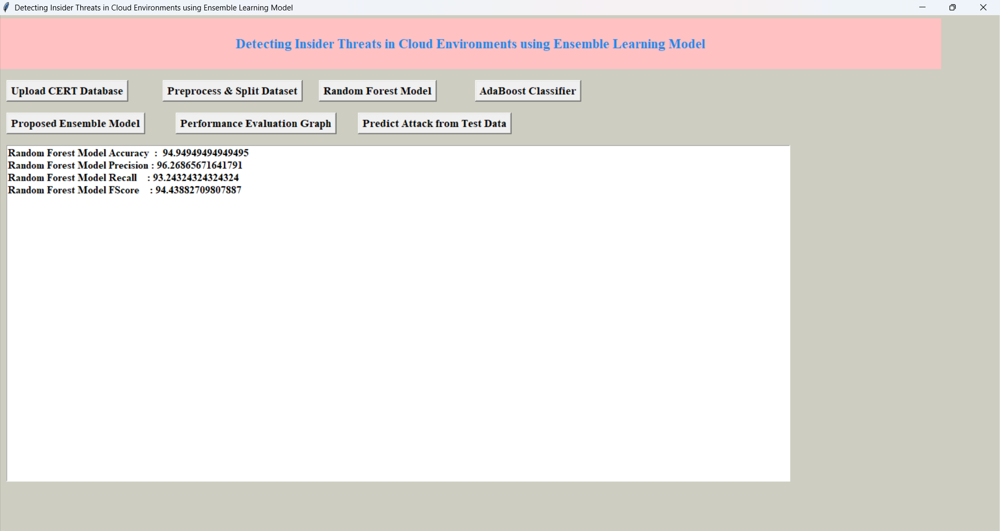 Detecting Insider Threats in Cloud Environments using Ensemble Learning Model
Detecting Insider Threats in Cloud Environments using Ensemble Learning Model
Upload CERT Database
Preprocess & Split Dataset
Random Forest Model
AdaBoost Classifier
Proposed Ensemble Model
Performance Evaluation Graph
Predict Attack from Test Data
Random Forest Model Accuracy : 94.94949494949495
Random Forest Model Precision : 96.26865671641791
Random Forest Model Recall : 93.24324324324324
Random Forest Model FScore : 94.43882709807887